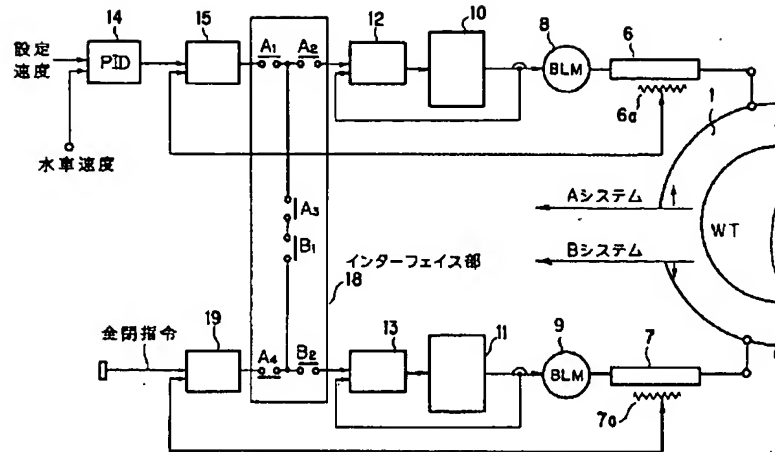 14
15
12
10
8
6
設定
速度
PID
A1
A2
BLM
6a
1
水車速度
A3
B1
Aシステム
Bシステム
WT
インターフェイス部
18
全閉指令
19
A4
B2
13
11
9
BLM
7
7a